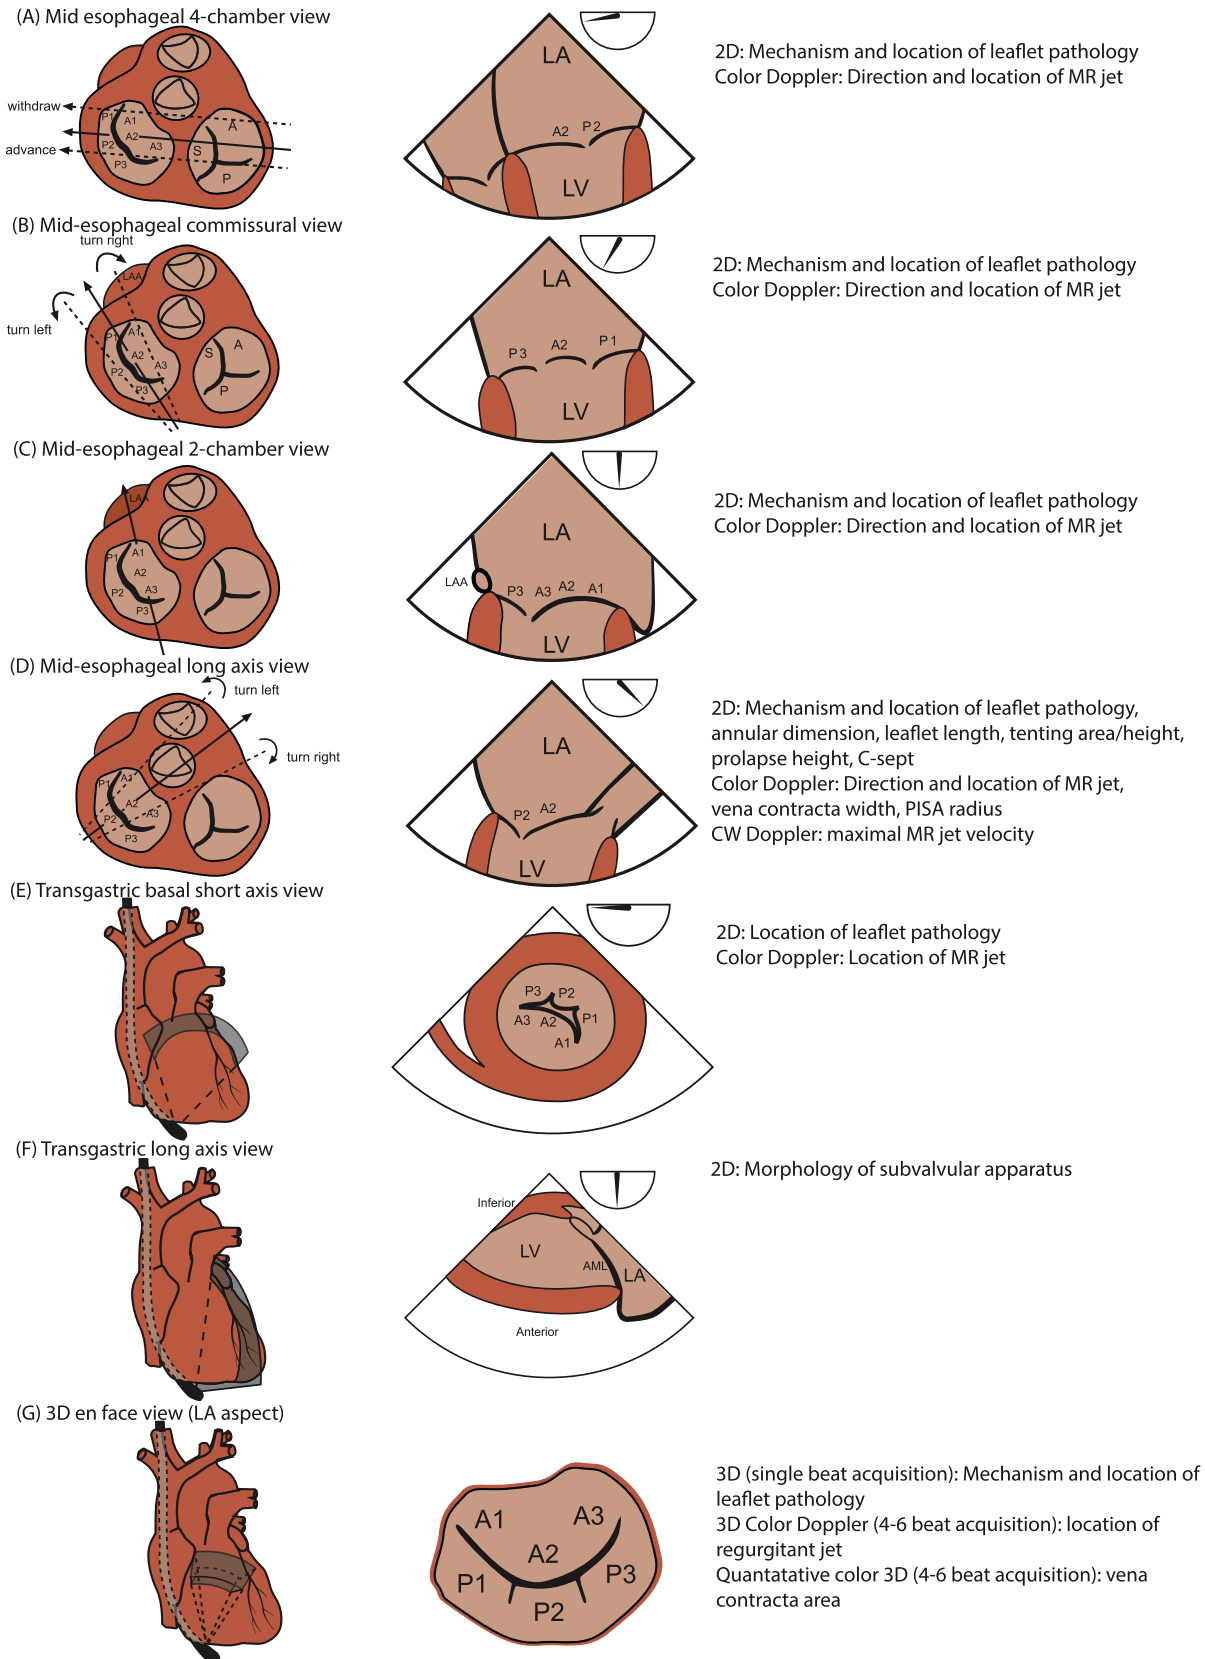 (A) Mid esophageal 4-chamber view
withdraw
advance
P1
A1
A2
P2
A3
P3
A
S
P
LA
A2
P2
LV
2D: Mechanism and location of leaflet pathology
Color Doppler: Direction and location of MR jet
(B) Mid-esophageal commissural view
turn right
LAA
turn left
P1
A1
A2
P2
A3
P3
S
A
P
LA
P3
A2
P1
LV
2D: Mechanism and location of leaflet pathology
Color Doppler: Direction and location of MR jet
(C) Mid-esophageal 2-chamber view
LAA
P1
A1
A2
P2
A3
P3
LA
LAA
P3
A3
A2
A1
LV
2D: Mechanism and location of leaflet pathology
Color Doppler: Direction and location of MR jet
(D) Mid-esophageal long axis view
turn left
turn right
P1
A1
A2
P2
A3
P3
LA
P2
A2
LV
2D: Mechanism and location of leaflet pathology,
annular dimension, leaflet length, tenting area/height,
prolapse height, C-sept
Color Doppler: Direction and location of MR jet,
vena contracta width, PISA radius
CW Doppler: maximal MR jet velocity
(E) Transgastric basal short axis view
P3
P2
A3
A2
P1
A1
2D: Location of leaflet pathology
Color Doppler: Location of MR jet
(F) Transgastric long axis view
Inferior
LV
AML
LA
Anterior
2D: Morphology of subvalvular apparatus
(G) 3D en face view (LA aspect)
A1
A3
A2
P1
P3
P2
3D (single beat acquisition): Mechanism and location of
leaflet pathology
3D Color Doppler (4-6 beat acquisition): location of
regurgitant jet
Quantatative color 3D (4-6 beat acquisition): vena
contracta area